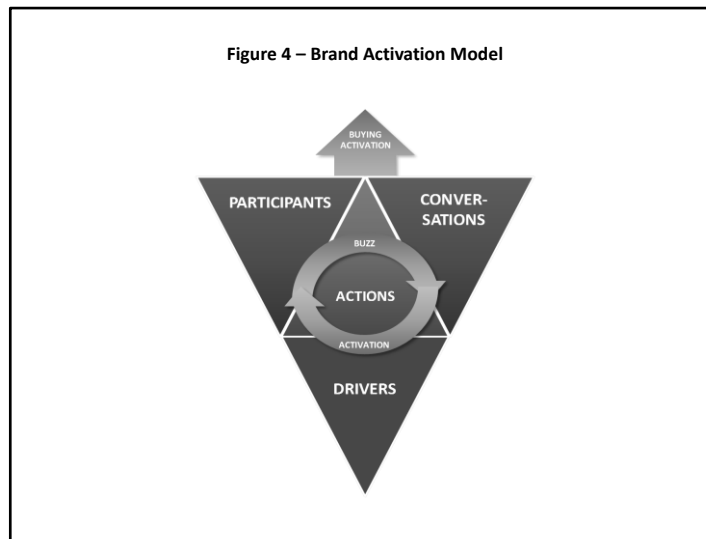 Figure 4 – Brand Activation Model
BUYING
ACTIVATION
PARTICIPANTS
CONVER-
SATIONS
BUZZ
ACTIONS
ACTIVATION
DRIVERS